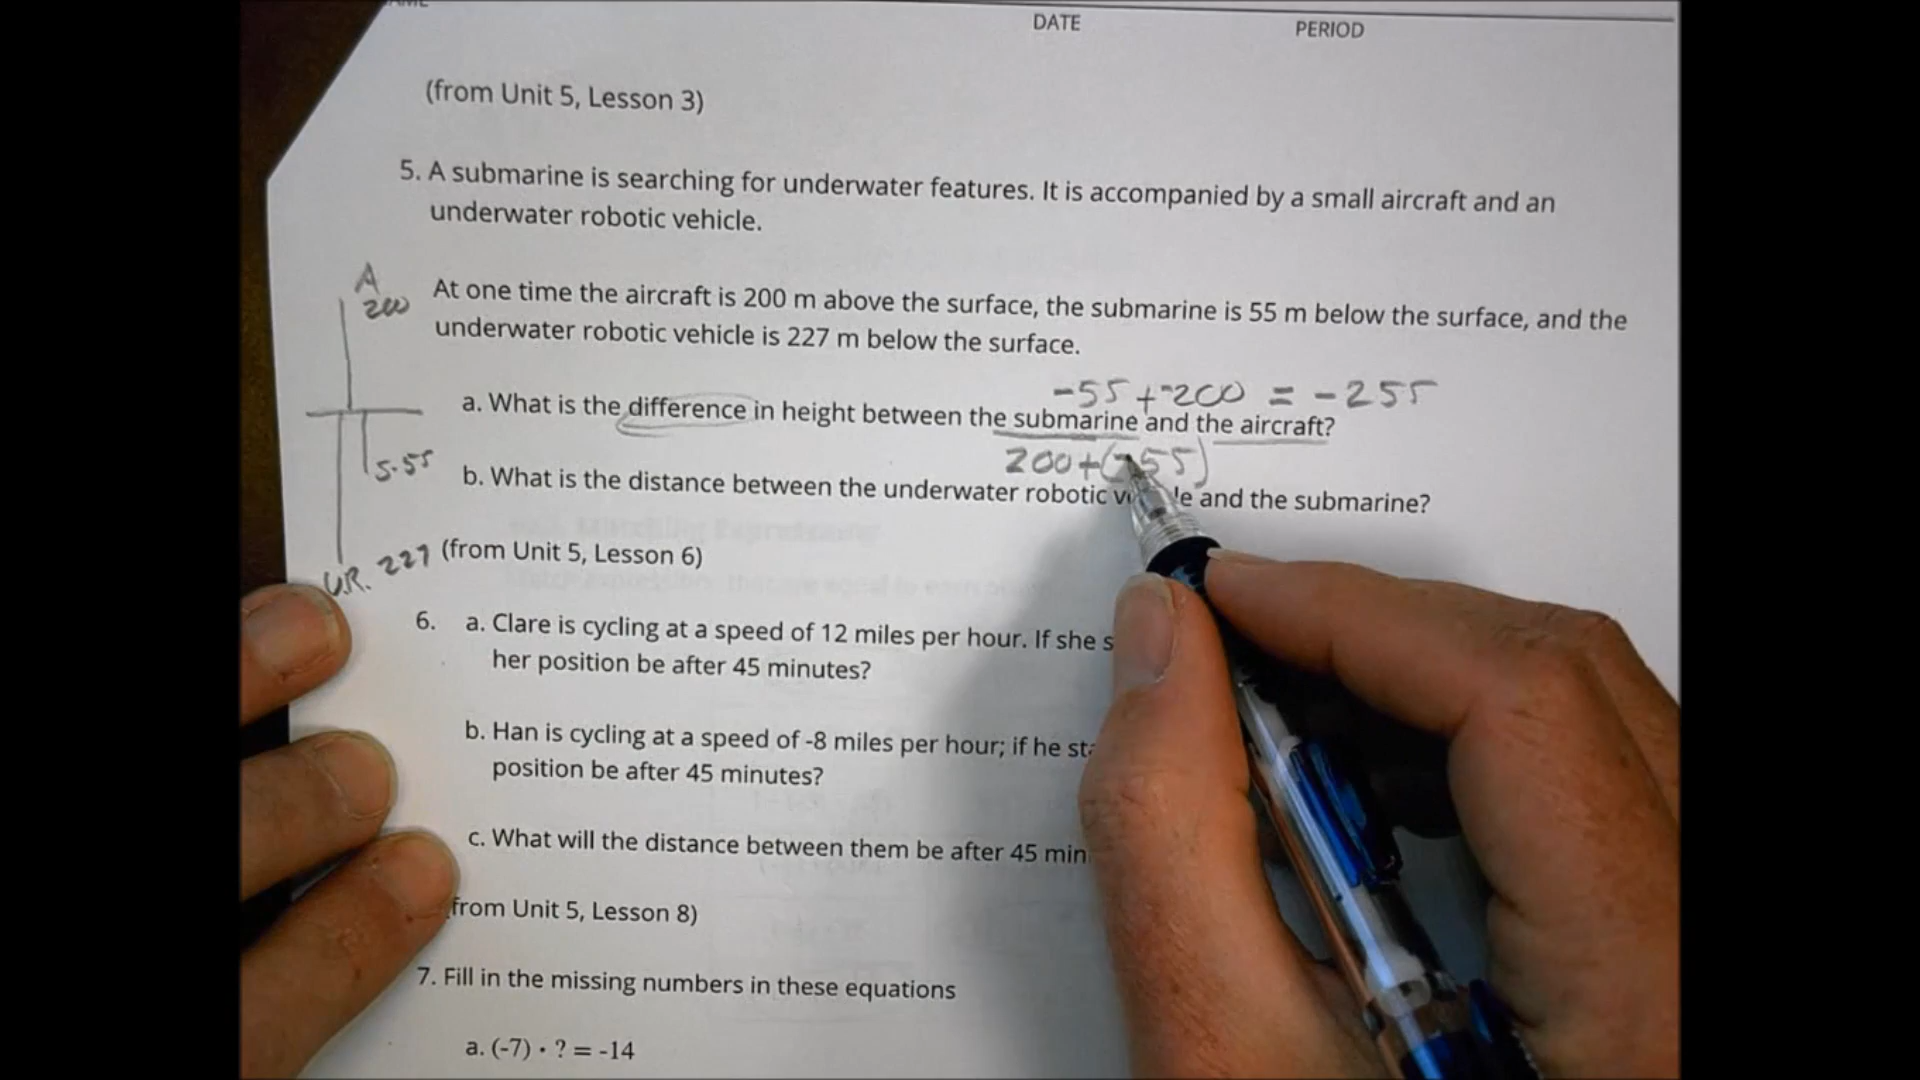 DATE PERIOD
(from Unit 5, Lesson 3)
5. A submarine is searching for underwater features. It is accompanied by a small aircraft and an
underwater robotic vehicle.
A
200
At one time the aircraft is 200 m above the surface, the submarine is 55 m below the surface, and the
underwater robotic vehicle is 227 m below the surface.
-55 + -200 = -255
a. What is the difference in height between the submarine and the aircraft?
200+(-55)
S.55
b. What is the distance between the underwater robotic and the submarine?
U.R. 227
(from Unit 5, Lesson 6)
6. a. Clare is cycling at a speed of 12 miles per hour. If she
her position be after 45 minutes?
b. Han is cycling at a speed of -8 miles per hour; if he
position be after 45 minutes?
c. What will the distance between them be after 45
from Unit 5, Lesson 8)
7. Fill in the missing numbers in these equations
a. (-7) · ? = -14